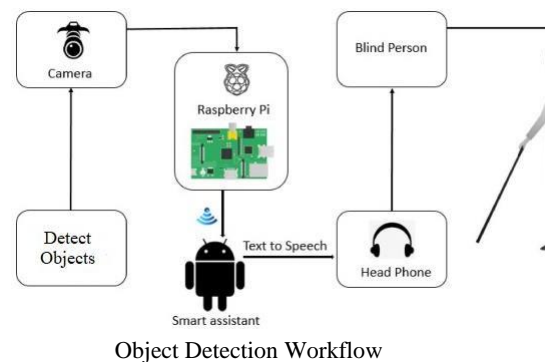 Camera
Raspberry Pi
Blind Person
Detect
Objects
Text to Speech
Head Phone
Smart assistant
Object Detection Workflow